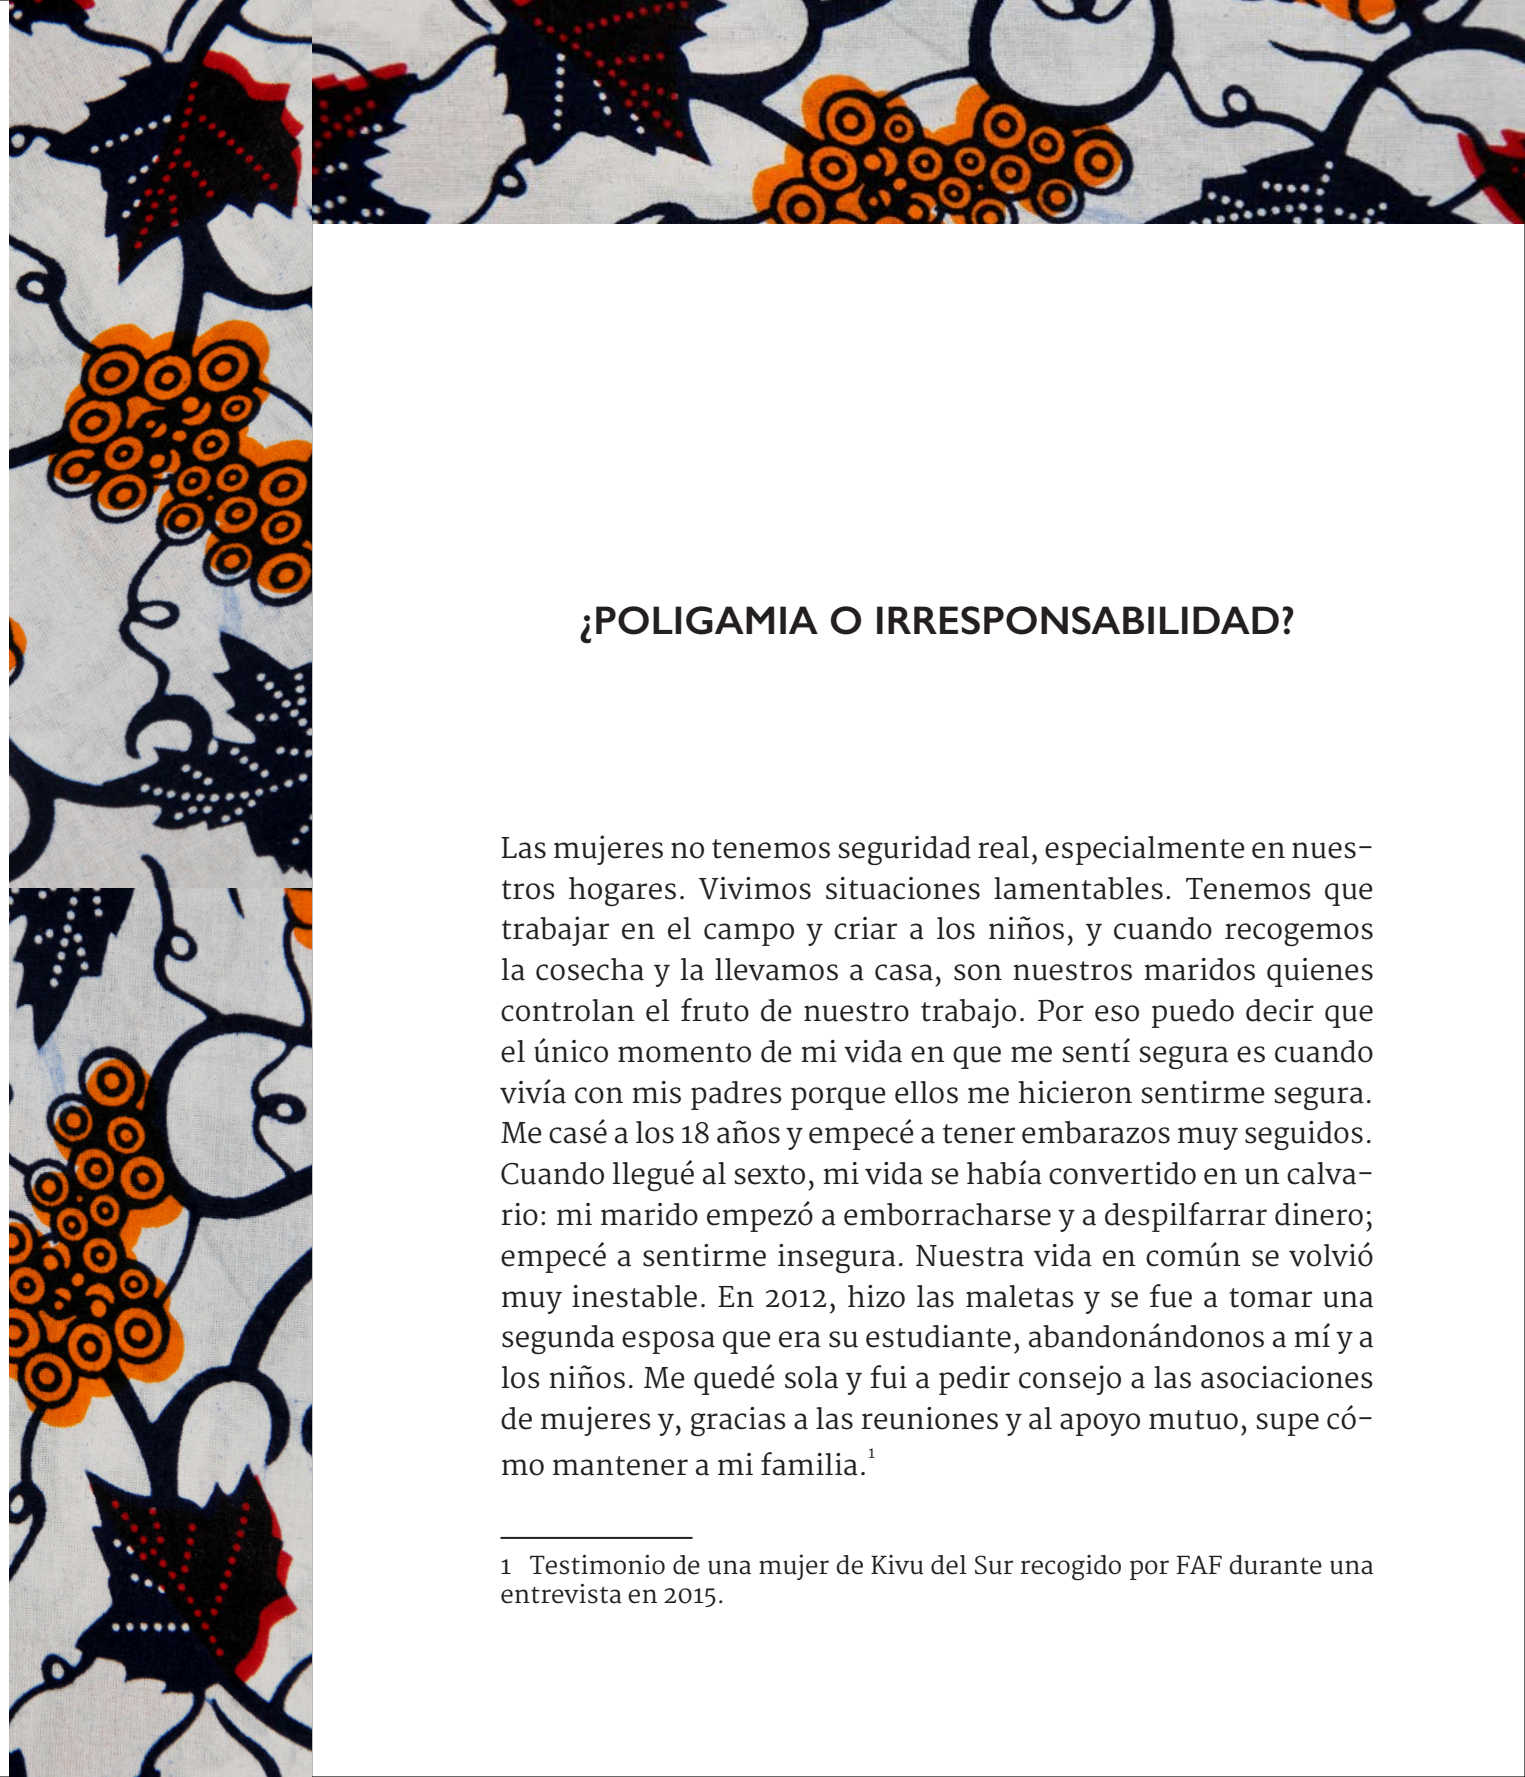 ¿POLIGAMIA O IRRESPONSABILIDAD?
Las mujeres no tenemos seguridad real, especialmente en nues-
tros hogares. Vivimos situaciones lamentables. Tenemos que
trabajar en el campo y criar a los niños, y cuando recogemos
la cosecha y la llevamos a casa, son nuestros maridos quienes
controlan el fruto de nuestro trabajo. Por eso puedo decir que
el único momento de mi vida en que me sentí segura es cuando
vivía con mis padres porque ellos me hicieron sentirme segura.
Me casé a los 18 años y empecé a tener embarazos muy seguidos.
Cuando llegué al sexto, mi vida se había convertido en un calva-
rio: mi marido empezó a emborracharse y a despilfarrar dinero;
empecé a sentirme insegura. Nuestra vida en común se volvió
muy inestable. En 2012, hizo las maletas y se fue a tomar una
segunda esposa que era su estudiante, abandonándonos a mí y a
los niños. Me quedé sola y fui a pedir consejo a las asociaciones
de mujeres y, gracias a las reuniones y al apoyo mutuo, supe có-
mo mantener a mi familia.¹
1 Testimonio de una mujer de Kivu del Sur recogido por FAF durante una
entrevista en 2015.